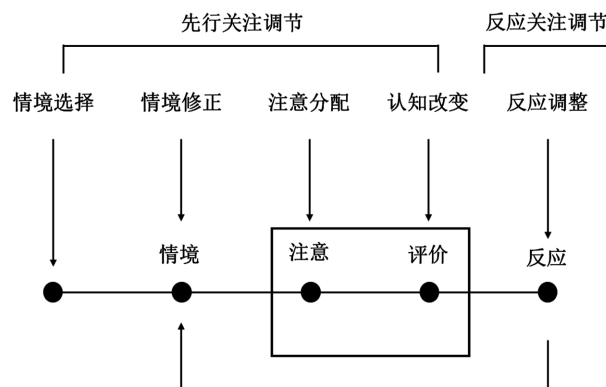 先行关注调节 反应关注调节
情境选择 情境修正 注意分配 认知改变 反应调整
情境 注意 评价 反应